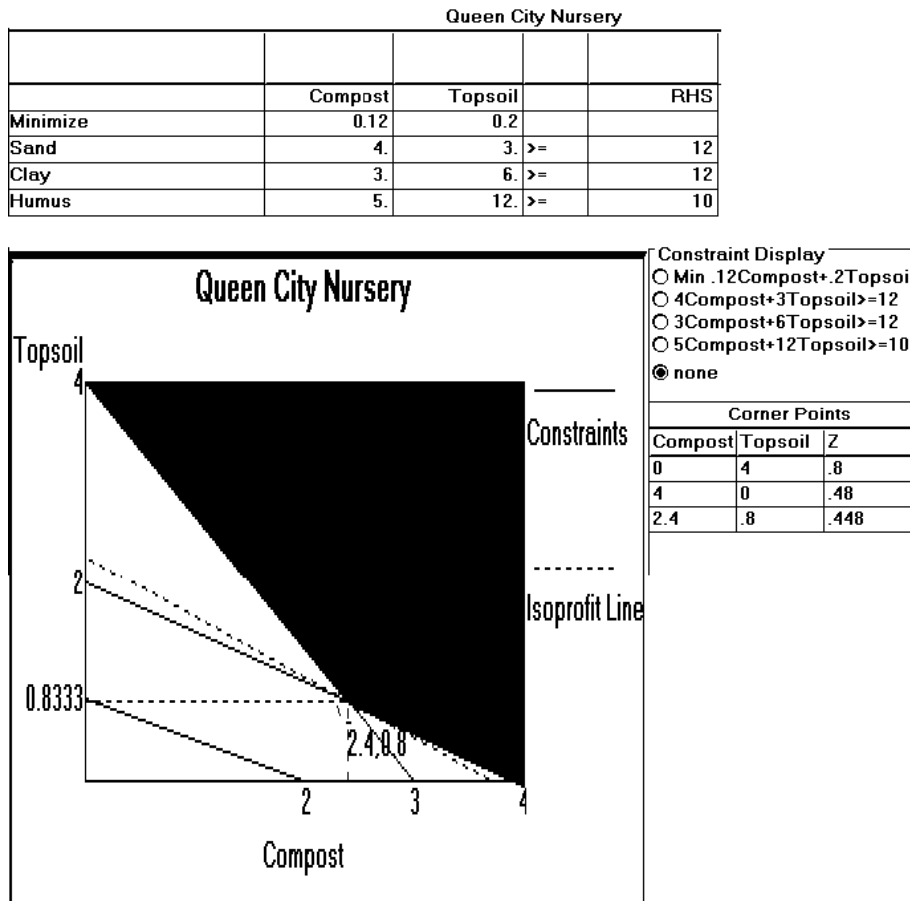 Queen City Nursery
Compost Topsoil RHS
Minimize 0.12 0.2
Sand 4. 3. >= 12
Clay 3. 6. >= 12
Humus 5. 12. >= 10
Queen City Nursery
Topsoil
4
2
0.8333
2.4,0.8
2 3 4
Compost
Constraints
Isoprofit Line
Constraint Display
Min .12Compost+.2Topsoi
4Compost+3Topsoil>=12
3Compost+6Topsoil>=12
5Compost+12Topsoil>=10
none
Corner Points
Compost Topsoil Z
0 4 .8
4 0 .48
2.4 .8 .448